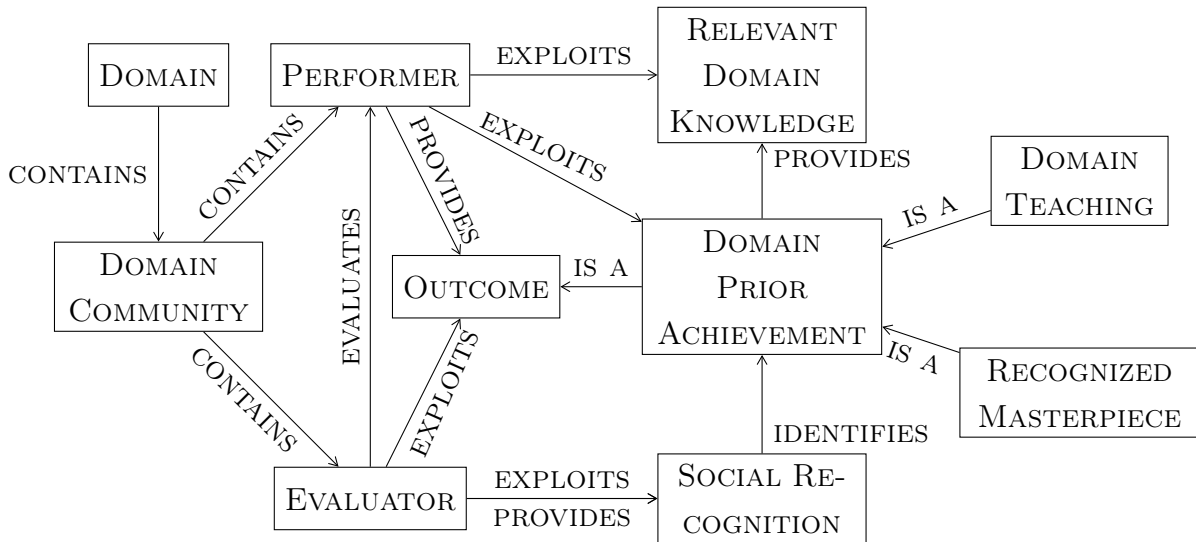 DOMAIN
PERFORMER
EXPLOITS
RELEVANT
DOMAIN
KNOWLEDGE
CONTAINS
CONTAINS
PROVIDES
EXPLOITS
PROVIDES
DOMAIN
TEACHING
IS A
DOMAIN
COMMUNITY
EVALUATES
OUTCOME
IS A
DOMAIN
PRIOR
ACHIEVEMENT
CONTAINS
EXPLOITS
IS A
RECOGNIZED
MASTERPIECE
IDENTIFIES
EVALUATOR
EXPLOITS
PROVIDES
SOCIAL RE-
COGNITION